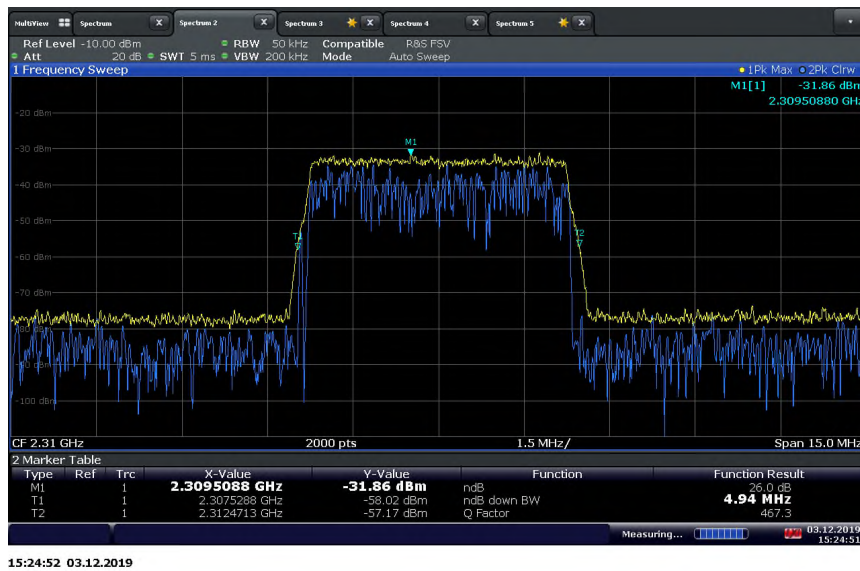 MultiView Spectrum X Spectrum 2 X Spectrum 3 X Spectrum 4 X Spectrum 5 X
Ref Level -10.00 dBm RBW 50 kHz Compatible R&S FSV
Att 20 dB SWT 5 ms VBW 200 kHz Mode Auto Sweep
1 Frequency Sweep 1Pk Max 2Pk Clrw
M1[1] -31.86 dBm
2.30950880 GHz
-20 dBm
M1
-30 dBm
-40 dBm
-50 dBm
T1 T2
-60 dBm
-70 dBm
-80 dBm
-90 dBm
-100 dBm
CF 2.31 GHz 2000 pts 1.5 MHz/ Span 15.0 MHz
2 Marker Table
Type Ref Trc X-Value Y-Value Function Function Result
M1 1 2.3095088 GHz -31.86 dBm ndB 26.0 dB
T1 1 2.3075288 GHz -58.02 dBm ndB down BW 4.94 MHz
T2 1 2.3124713 GHz -57.17 dBm Q Factor 467.3
Measuring... 03.12.2019
15:24:51
15:24:52 03.12.2019